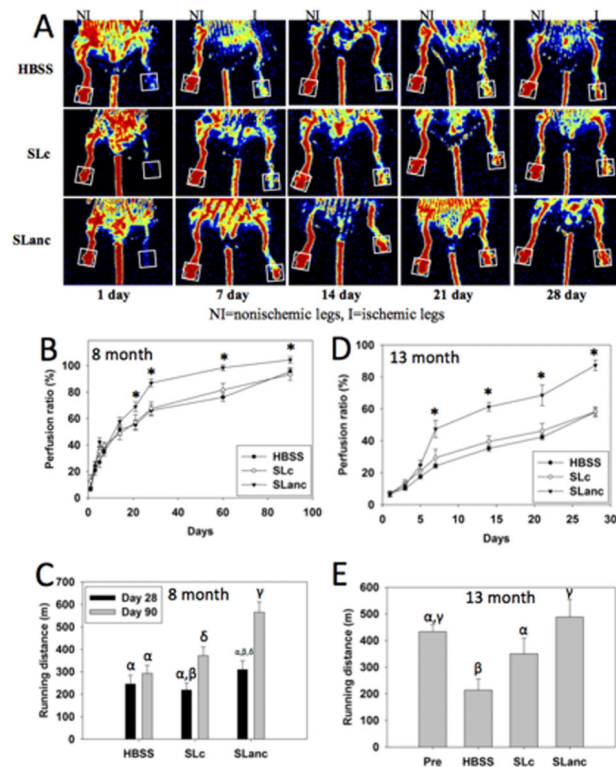 A
NI I NI I NI I NI I NI I
HBSS
SLc
SLanc
1 day 7 day 14 day 21 day 28 day
NI=nonischemic legs, I=ischemic legs
B 8 month
Perfusion ratio (%)
100
80
60
40
20
0
* * * *
HBSS
SLc
SLanc
0 20 40 60 80 100
Days
D 13 month
Perfusion ratio (%)
100
80
60
40
20
0
* * * *
HBSS
SLc
SLanc
0 5 10 15 20 25 30
Days
C 8 month
Day 28
Day 90
Running distance (m)
700
600
500
400
300
200
100
0
α α α,β δ α,β,δ γ
HBSS SLc SLanc
E 13 month
Running distance (m)
600
500
400
300
200
100
0
α,γ β α γ
Pre HBSS SLc SLanc